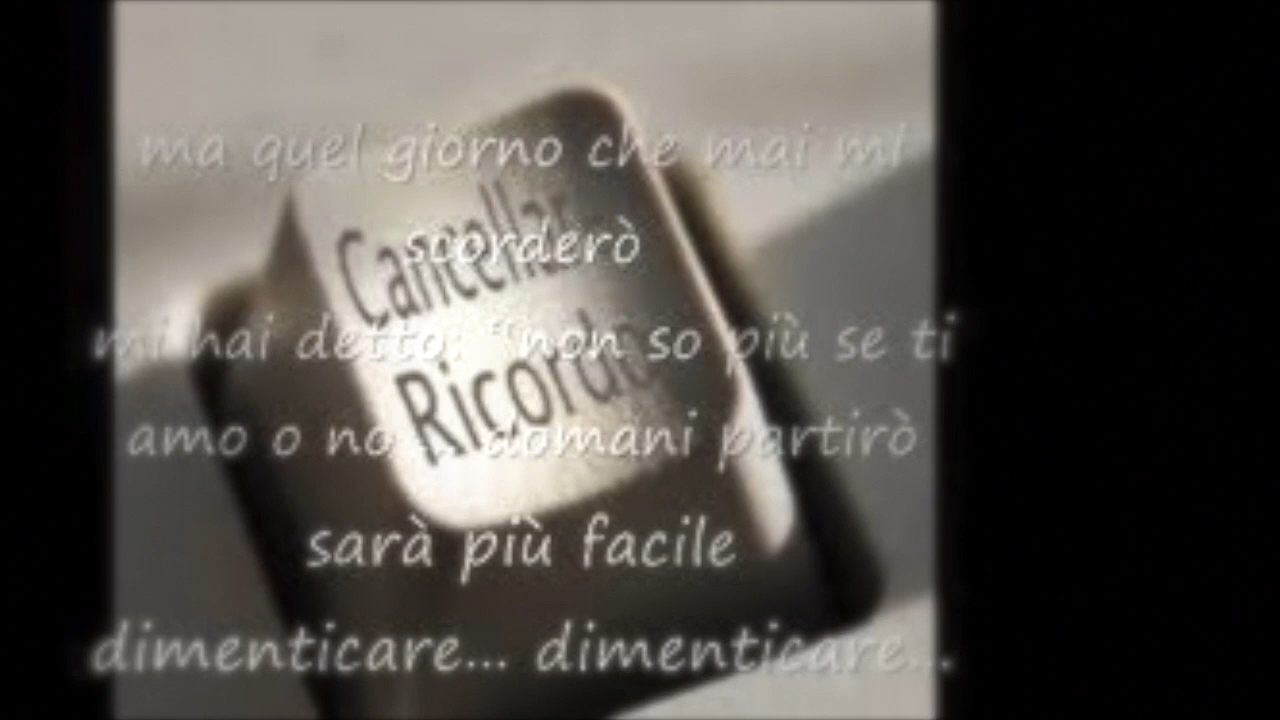 ma quel giorno che mai mi
scorderò
mi hai detto: "non so più se ti
amo o no ... domani partirò
sarà più facile
dimenticare... dimenticare...
Cancellar
Ricordo